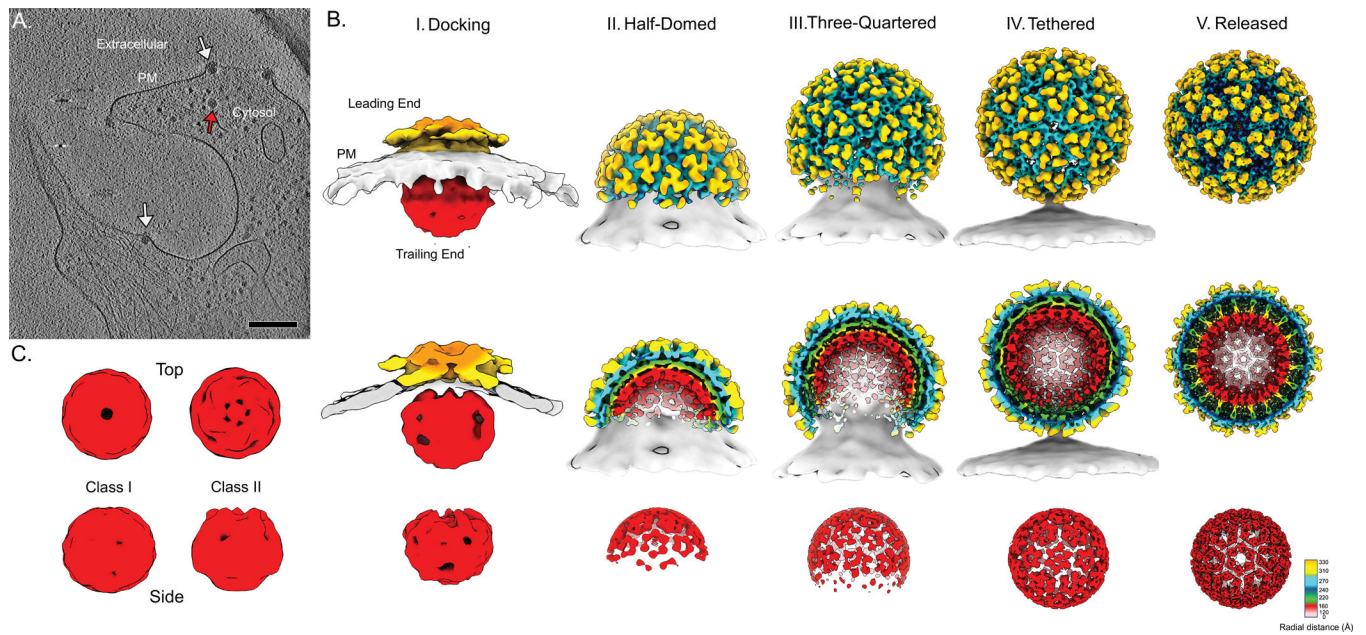 A.
Extracellular
PM
Cytosol
B.
I. Docking
II. Half-Domed
III. Three-Quartered
IV. Tethered
V. Released
Leading End
PM
Trailing End
C.
Top
Class I
Class II
Side
330
310
270
240
220
160
120
0
Radial distance (Å)